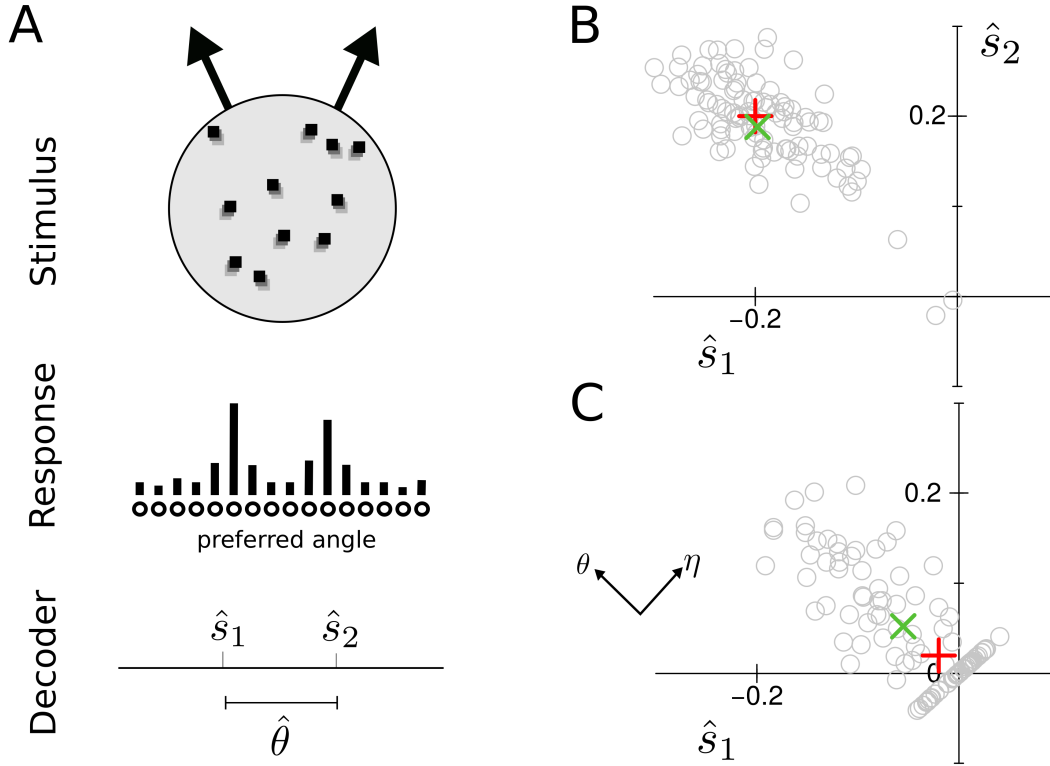 A
Stimulus
Response
preferred angle
Decoder
ŝ₁ ŝ₂
θ̂
B
ŝ₂
0.2
−0.2
ŝ₁
C
0.2
θ η
0
−0.2
ŝ₁